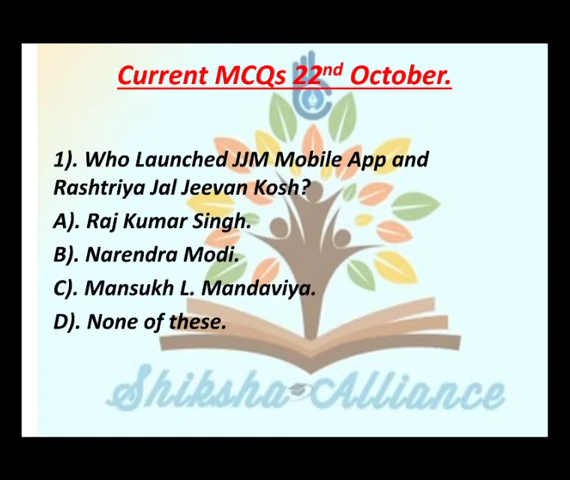 Current MCQs 22nd October.
1). Who Launched JJM Mobile App and
Rashtriya Jal Jeevan Kosh?
A). Raj Kumar Singh.
B). Narendra Modi.
C). Mansukh L. Mandaviya.
D). None of these.
Shiksha Alliance